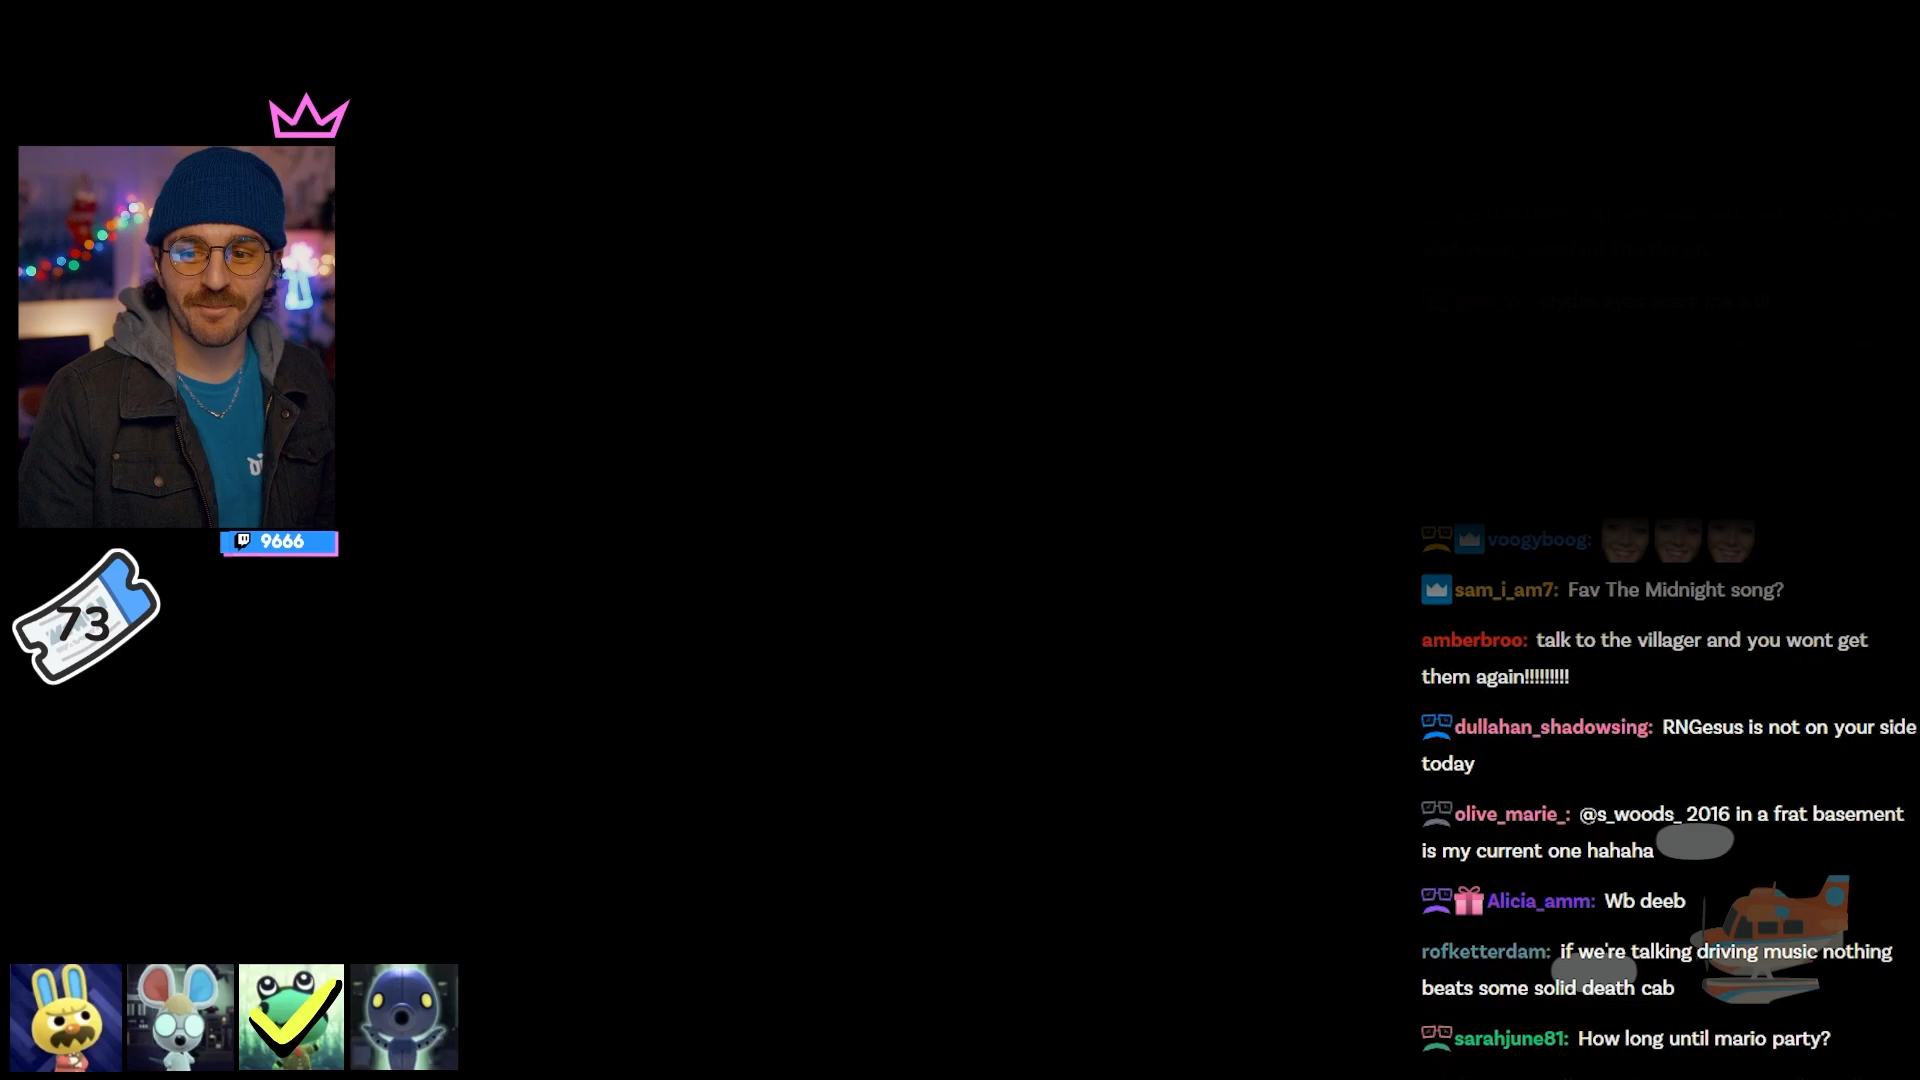 9666
73
voogyboog:
sam_i_am7: Fav The Midnight song?
amberbroo: talk to the villager and you wont get
them again!!!!!!!!!
dullahan_shadowsing: RNGesus is not on your side
today
olive_marie_: @s_woods_ 2016 in a frat basement
is my current one hahaha
Alicia_amm: Wb deeb
rofketterdam: if we're talking driving music nothing
beats some solid death cab
sarahjune81: How long until mario party?